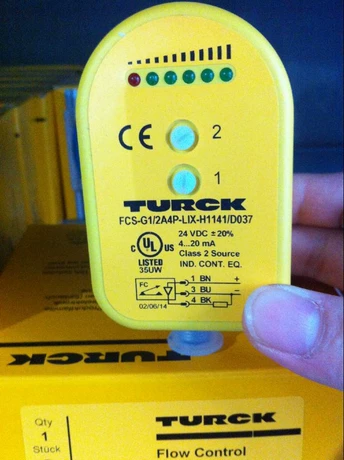 CE 2
1
TURCK
FCS-G1/2A4P-LIX-H1141/D037
24 VDC ± 20%
4...20 mA
Class 2 Source
IND. CONT. EQ.
C UL US
LISTED
35UW
FC
1 BN +
3 BU -
4 BK
02/06/14
Qty
1
Stück
TURCK
Flow Control